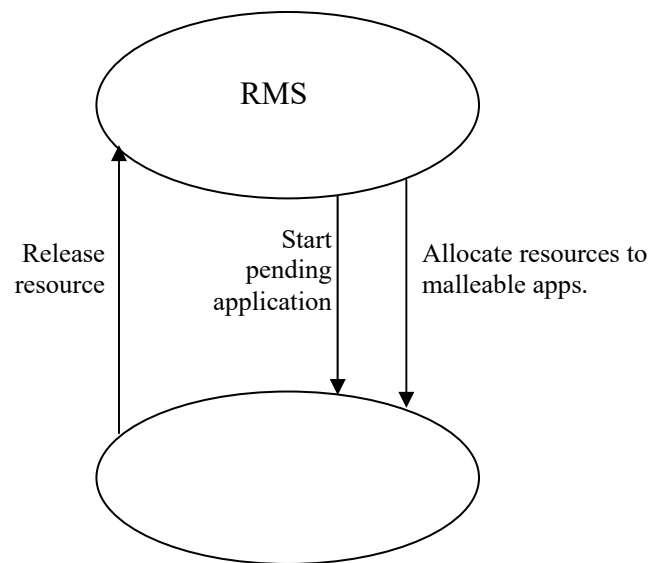 RMS
Release
resource
Start
pending
application
Allocate resources to
malleable apps.